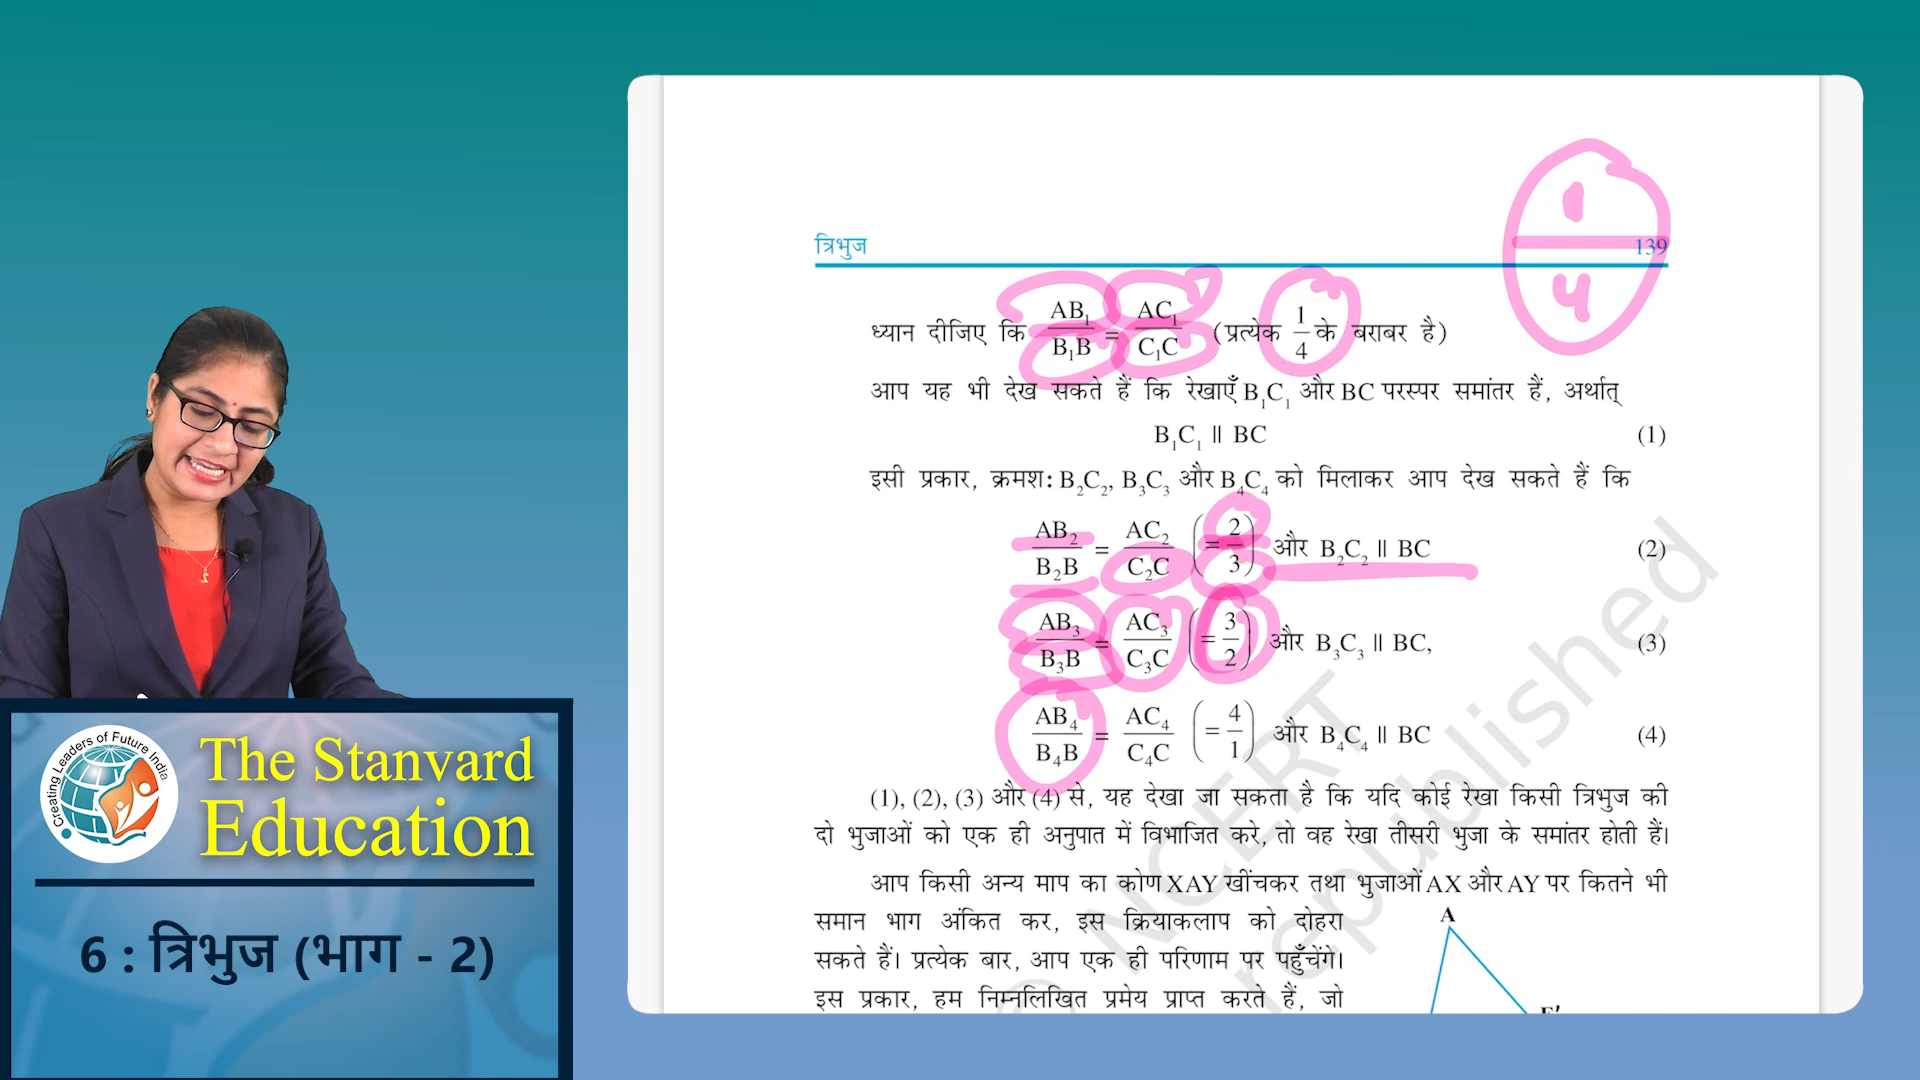 त्रिभुज 139
1
4
ध्यान दीजिए कि AB₁/B₁B = AC₁/C₁C (प्रत्येक 1/4 के बराबर है)
आप यह भी देख सकते हैं कि रेखाएँ B₁C₁ और BC परस्पर समांतर हैं, अर्थात्
B₁C₁ || BC (1)
इसी प्रकार, क्रमशः B₂C₂, B₃C₃ और B₄C₄ को मिलाकर आप देख सकते हैं कि
AB₂/B₂B = AC₂/C₂C (= 2/3) और B₂C₂ || BC (2)
AB₃/B₃B = AC₃/C₃C (= 3/2) और B₃C₃ || BC, (3)
AB₄/B₄B = AC₄/C₄C (= 4/1) और B₄C₄ || BC (4)
(1), (2), (3) और (4) से, यह देखा जा सकता है कि यदि कोई रेखा किसी त्रिभुज की
दो भुजाओं को एक ही अनुपात में विभाजित करे, तो वह रेखा तीसरी भुजा के समांतर होती हैं।
आप किसी अन्य माप का कोण XAY खींचकर तथा भुजाओं AX और AY पर कितने भी
समान भाग अंकित कर, इस क्रियाकलाप को दोहरा
सकते हैं। प्रत्येक बार, आप एक ही परिणाम पर पहुँचेंगे।
इस प्रकार, हम निम्नलिखित प्रमेय प्राप्त करते हैं, जो
A
E′
© NCERT
republished
Creating Leaders of Future India
The Stanvard
Education
6 : त्रिभुज (भाग - 2)